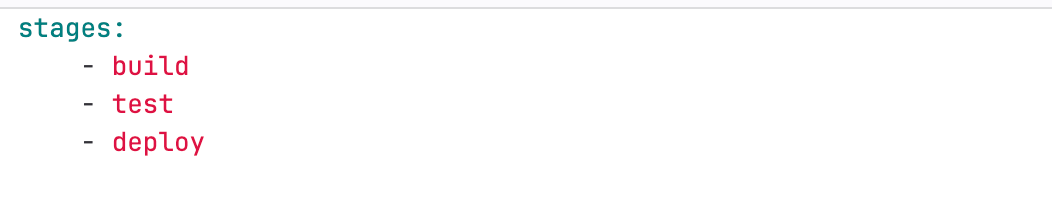 stages:
    - build
    - test
    - deploy